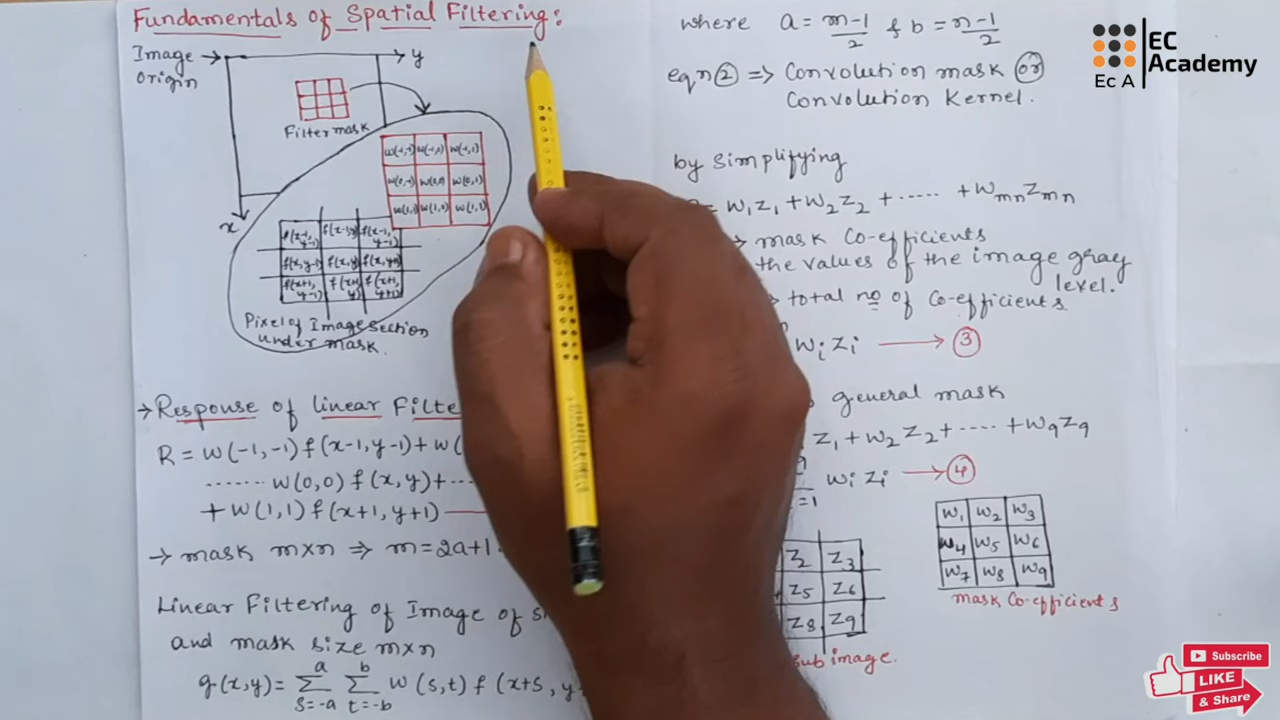 Fundamentals of Spatial Filtering:
Image
Origin
y
Filter mask
w(-1,-1) w(-1,0) w(-1,1)
w(0,-1) w(0,0) w(0,1)
w(1,0) w(1,1)
x
f(x-1,y-1) f(x-1,y) f(x-1,
f(x,y-1) f(x,y) f(x,y+1)
f(x+1,y-1) f(x+1,y) f(x+1,y+1)
Pixel of Image section
under mask.
→ Response of linear Filte
R = w(-1,-1) f(x-1,y-1) + w(
....... w(0,0) f(x,y) + ...
+ w(1,1) f(x+1,y+1)
→ mask m×n ⇒ m=2a+1
Linear Filtering of Image of
and mask size m×n
g(x,y) = a∑s=-a b∑t=-b w(s,t) f(x+s, y
where a = m-1/2 & b = n-1/2
eqn ② ⇒ Convolution mask or
Convolution Kernel.
by simplifying
= w1z1 + w2z2 + ..... + wmnzmn
mask Co-efficients
the values of the image gray
level.
total no of Co-efficients
wizi → ③
general mask
z1 + w2z2 + .... + w9z9
i=1 wizi → ④
z2 z3
z5 z6
z8 z9
sub image.
w1 w2 w3
w4 w5 w6
w7 w8 w9
mask Co-efficients
EC
Academy
Ec A
Subscribe
LIKE
& Share